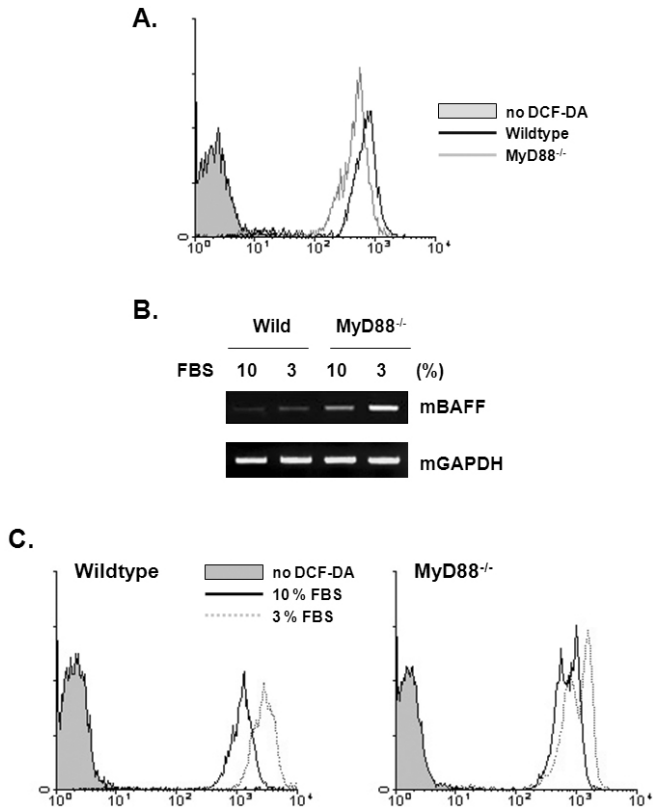 A.
no DCF-DA
Wildtype
MyD88-/-
0
10⁰ 10¹ 10² 10³ 10⁴
B.
Wild MyD88-/-
FBS 10 3 10 3 (%)
mBAFF
mGAPDH
C.
Wildtype
no DCF-DA
10 % FBS
3 % FBS
MyD88-/-
0
10⁰ 10¹ 10² 10³ 10⁴
0
10⁰ 10¹ 10² 10³ 10⁴